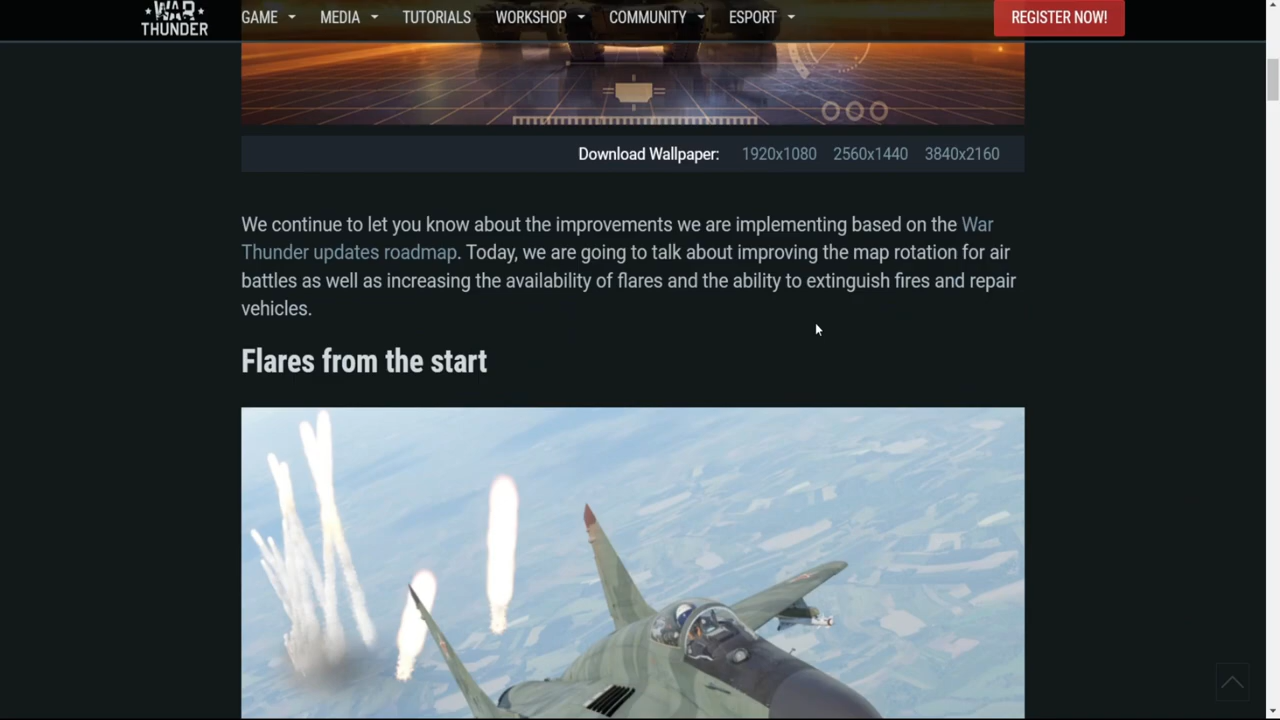 WAR
THUNDER
GAME MEDIA TUTORIALS WORKSHOP COMMUNITY ESPORT REGISTER NOW!
Download Wallpaper: 1920x1080 2560x1440 3840x2160
We continue to let you know about the improvements we are implementing based on the War
Thunder updates roadmap. Today, we are going to talk about improving the map rotation for air
battles as well as increasing the availability of flares and the ability to extinguish fires and repair
vehicles.
Flares from the start